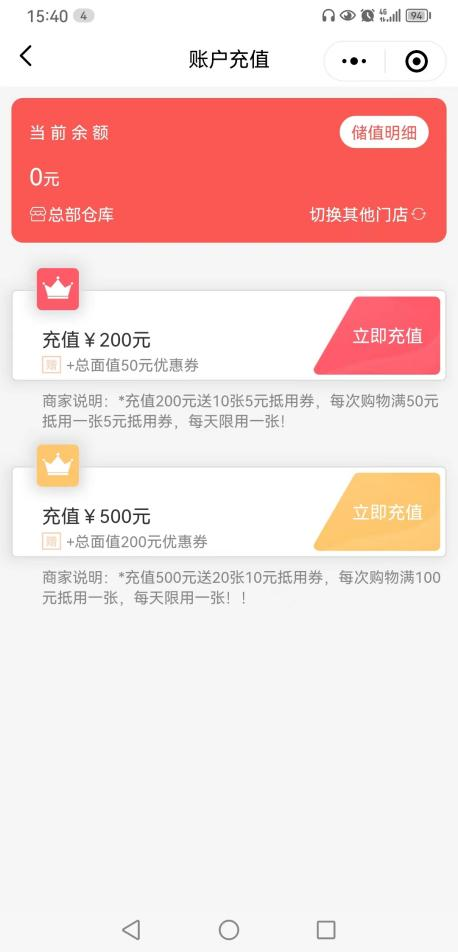 15:40 4 4G 94
账户充值
当前余额 储值明细
0元
总部仓库 切换其他门店
充值￥200元 立即充值
赠 +总面值50元优惠券
商家说明：*充值200元送10张5元抵用券，每次购物满50元
抵用一张5元抵用券，每天限用一张！
充值￥500元 立即充值
赠 +总面值200元优惠券
商家说明：*充值500元送20张10元抵用券，每次购物满100
元抵用一张，每天限用一张！！